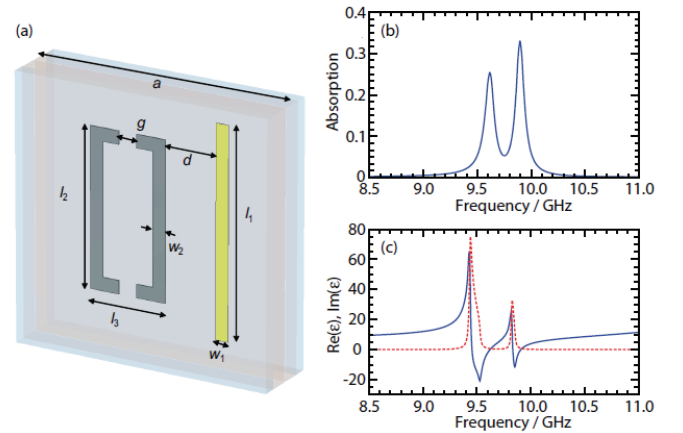 (a)
a
g
d
l2
l1
w2
l3
w1
(b)
Absorption
0.4
0.3
0.2
0.1
0
8.5 9.0 9.5 10.0 10.5 11.0
Frequency / GHz
(c)
Re(ε), Im(ε)
80
60
40
20
0
-20
8.5 9.0 9.5 10.0 10.5 11.0
Frequency / GHz